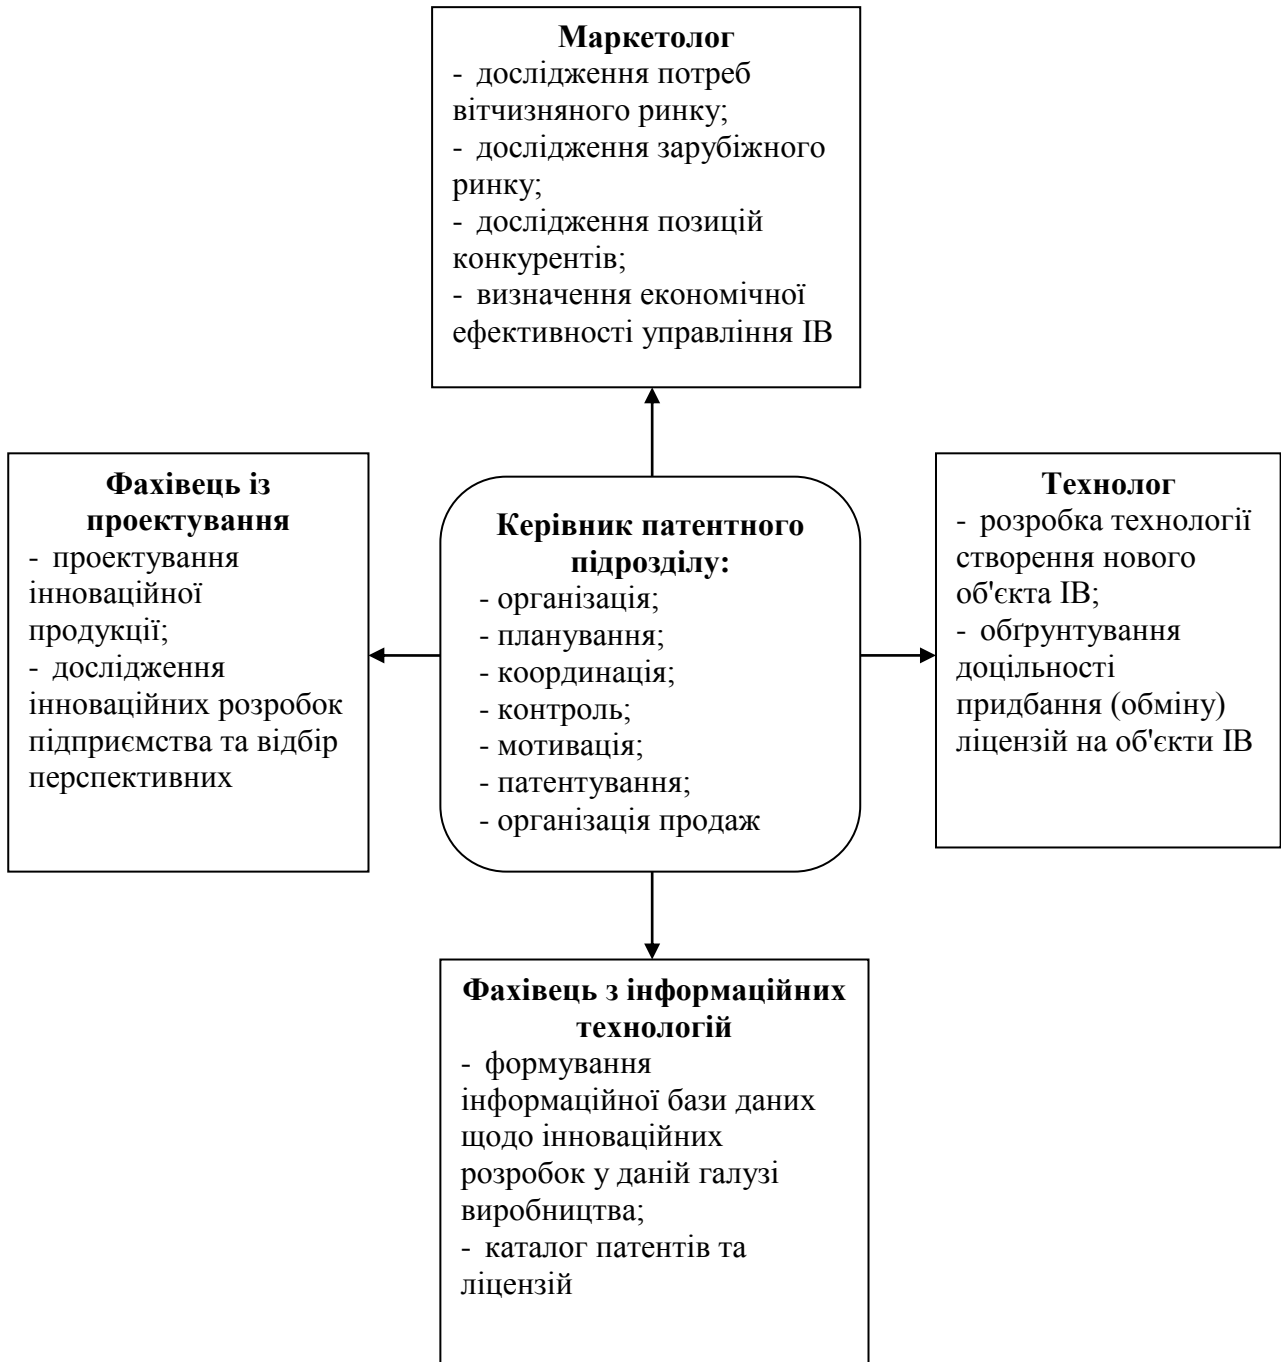 Маркетолог
- дослідження потреб
вітчизняного ринку;
- дослідження зарубіжного
ринку;
- дослідження позицій
конкурентів;
- визначення економічної
ефективності управління ІВ
Фахівець із
проектування
- проектування
інноваційної
продукції;
- дослідження
інноваційних розробок
підприємства та відбір
перспективних
Керівник патентного
підрозділу:
- організація;
- планування;
- координація;
- контроль;
- мотивація;
- патентування;
- організація продаж
Технолог
- розробка технології
створення нового
об'єкта ІВ;
- обґрунтування
доцільності
придбання (обміну)
ліцензій на об'єкти ІВ
Фахівець з інформаційних
технологій
- формування
інформаційної бази даних
щодо інноваційних
розробок у даній галузі
виробництва;
- каталог патентів та
ліцензій